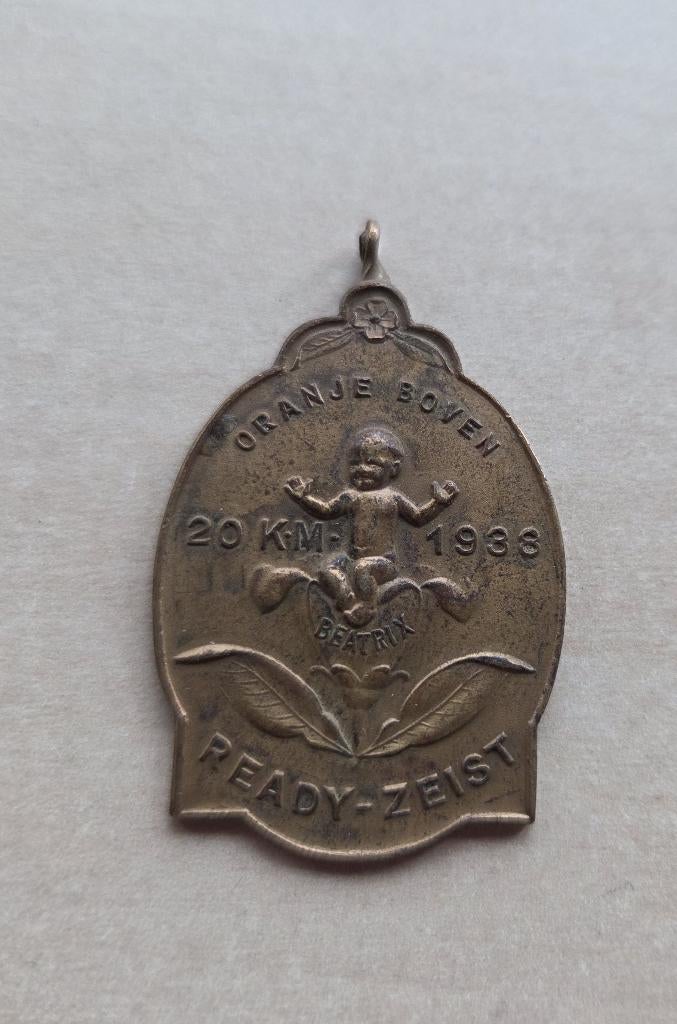 ORANJE BOVEN
20 K·M· 1938
BEATRIX
READY-ZEIST